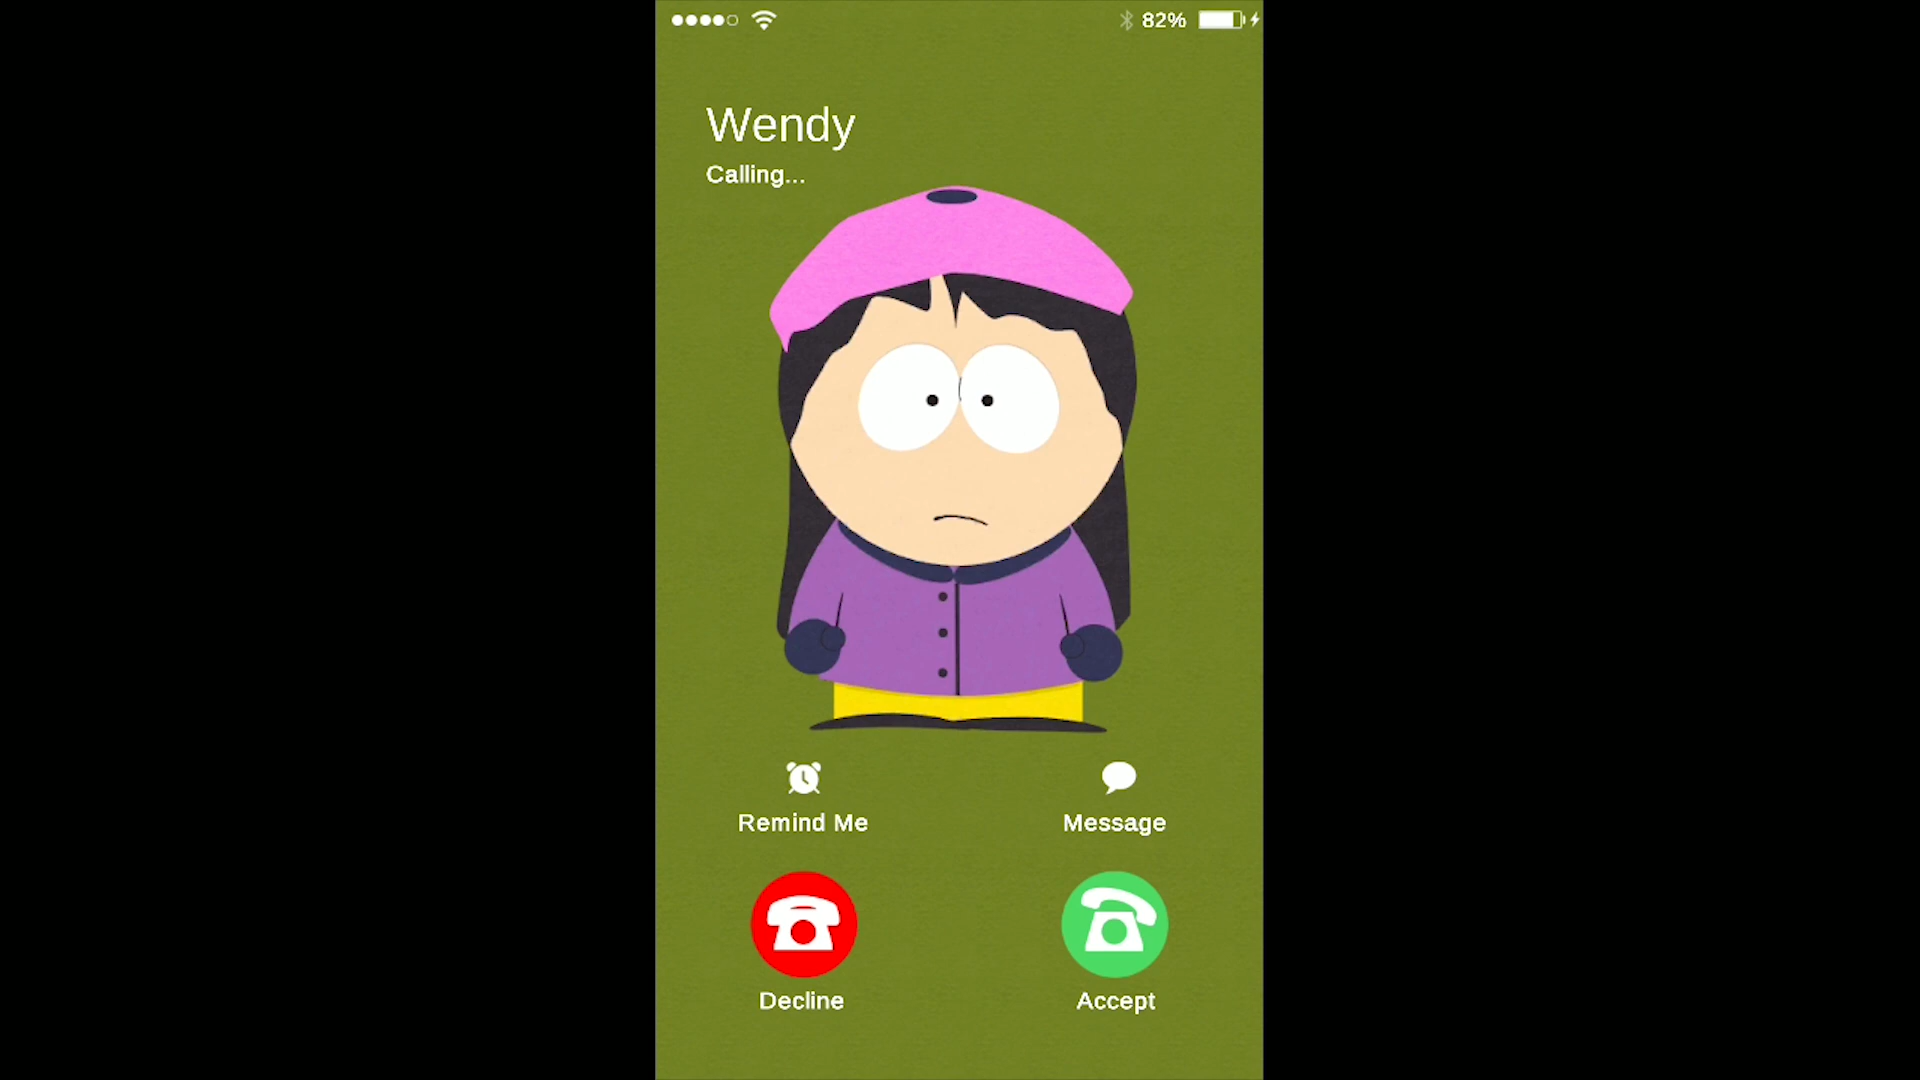 82%
Wendy
Calling...
Remind Me
Message
Decline
Accept